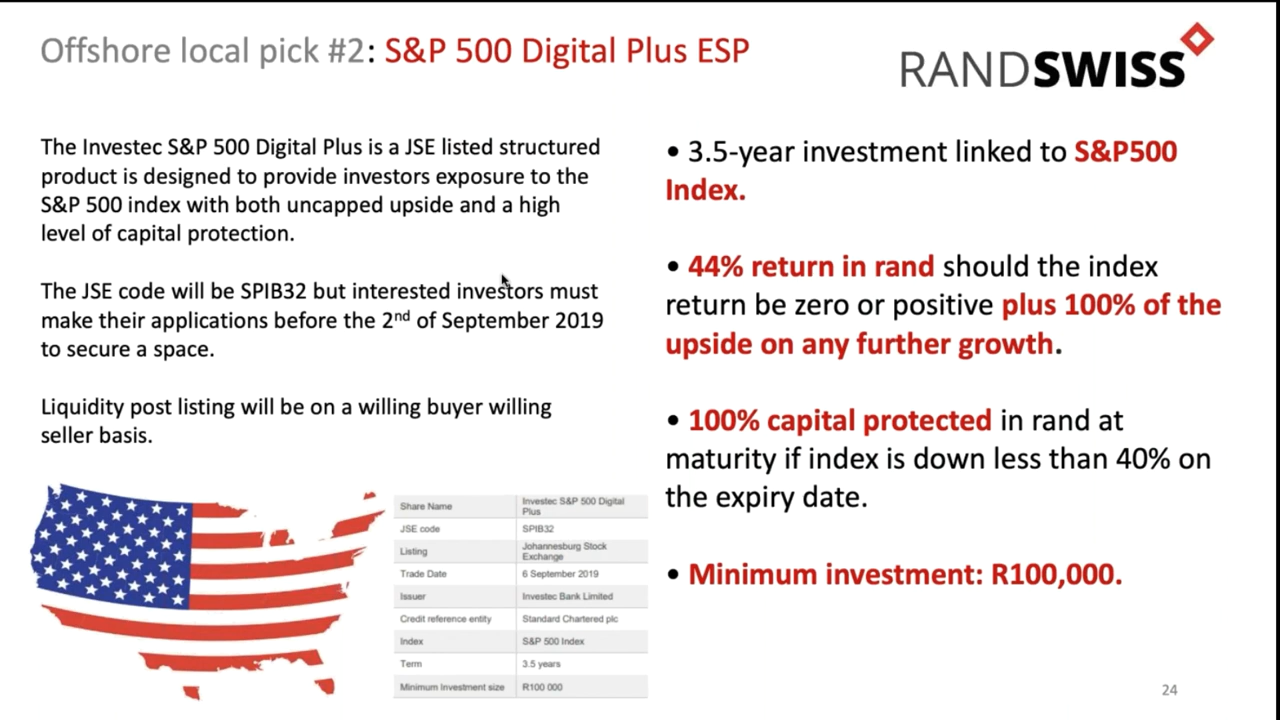 Offshore local pick #2: S&P 500 Digital Plus ESP
RANDSWISS
The Investec S&P 500 Digital Plus is a JSE listed structured
product is designed to provide investors exposure to the
S&P 500 index with both uncapped upside and a high
level of capital protection.
The JSE code will be SPIB32 but interested investors must
make their applications before the 2nd of September 2019
to secure a space.
Liquidity post listing will be on a willing buyer willing
seller basis.
• 3.5-year investment linked to S&P500
Index.
• 44% return in rand should the index
return be zero or positive plus 100% of the
upside on any further growth.
• 100% capital protected in rand at
maturity if index is down less than 40% on
the expiry date.
• Minimum investment: R100,000.
Share Name Investec S&P 500 Digital
Plus
JSE code SPIB32
Listing Johannesburg Stock
Exchange
Trade Date 6 September 2019
Issuer Investec Bank Limited
Credit reference entity Standard Chartered plc
Index S&P 500 Index
Term 3.5 years
Minimum Investment size R100 000
24